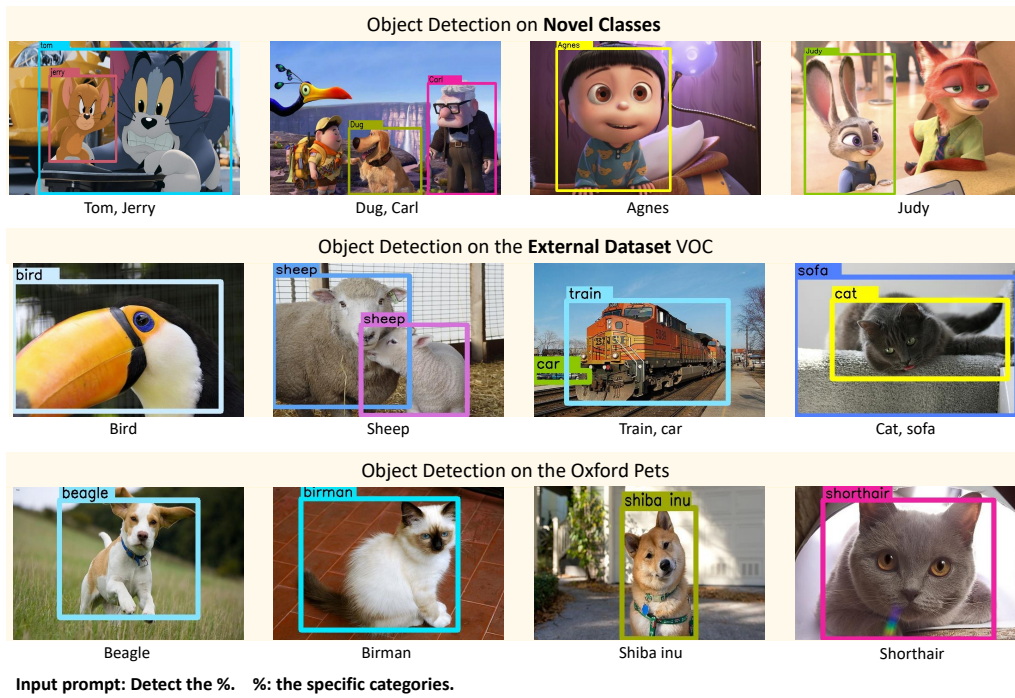 Object Detection on Novel Classes
tom
jerry
Dug
Carl
Agnes
Judy
Tom, Jerry
Dug, Carl
Agnes
Judy
Object Detection on the External Dataset VOC
bird
sheep
sheep
train
car
BNSF
sofa
cat
Bird
Sheep
Train, car
Cat, sofa
Object Detection on the Oxford Pets
beagle
birman
shiba inu
shorthair
Beagle
Birman
Shiba inu
Shorthair
Input prompt: Detect the %. %: the specific categories.